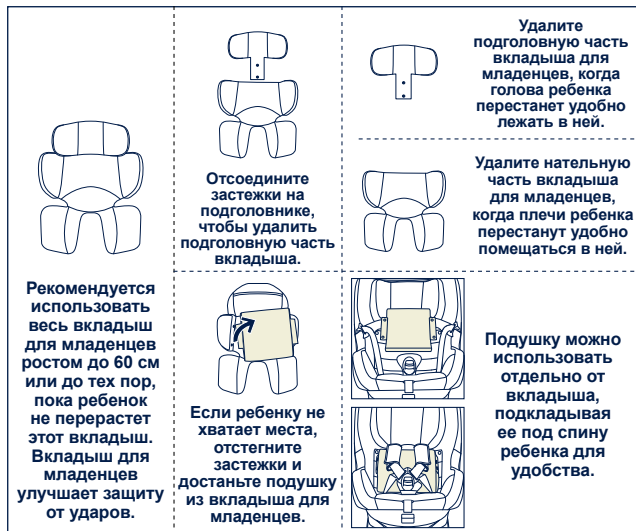 Рекомендуется
использовать
весь вкладыш
для младенцев
ростом до 60 см
или до тех пор,
пока ребенок
не перерастет
этот вкладыш.
Вкладыш для
младенцев
улучшает защиту
от ударов.
Отсоедините
застежки на
подголовнике,
чтобы удалить
подголовную часть
вкладыша.
Если ребенку не
хватает места,
отстегните
застежки и
достаньте подушку
из вкладыша для
младенцев.
Удалите
подголовную часть
вкладыша для
младенцев, когда
голова ребенка
перестанет удобно
лежать в ней.
Удалите нательную
часть вкладыша
для младенцев,
когда плечи ребенка
перестанут удобно
помещаться в ней.
Подушку можно
использовать
отдельно от
вкладыша,
подкладывая
ее под спину
ребенка для
удобства.